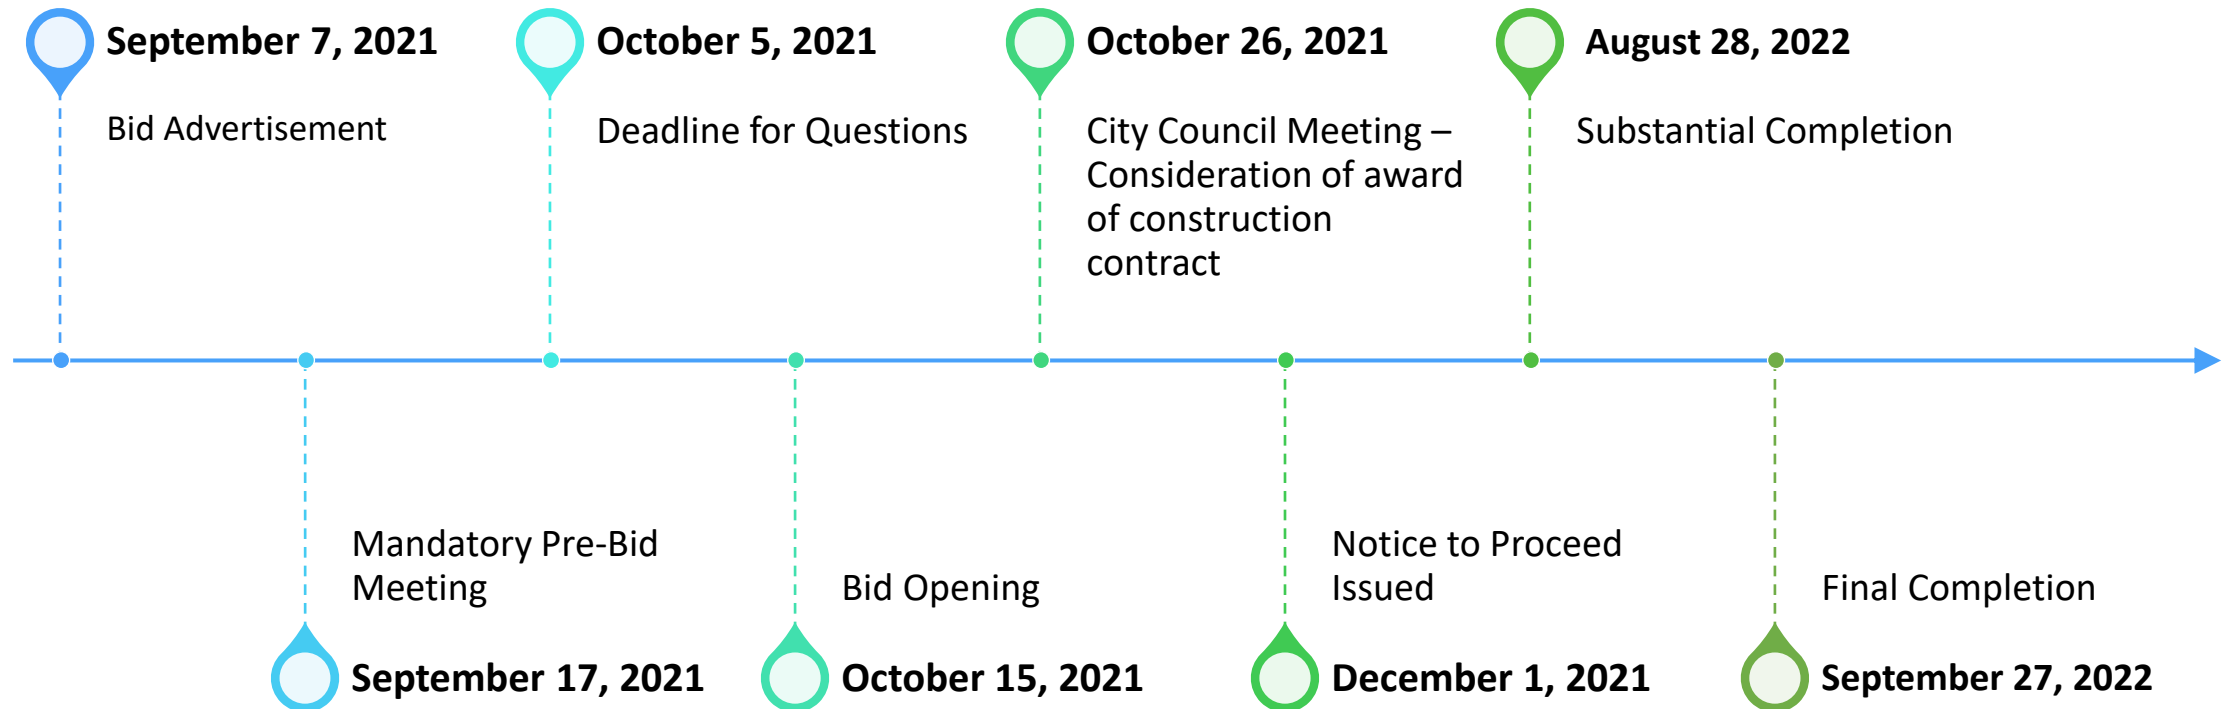 September 7, 2021
Bid Advertisement
October 5, 2021
Deadline for Questions
October 26, 2021
City Council Meeting –
Consideration of award
of construction
contract
August 28, 2022
Substantial Completion
Mandatory Pre-Bid
Meeting
September 17, 2021
Bid Opening
October 15, 2021
Notice to Proceed
Issued
December 1, 2021
Final Completion
September 27, 2022